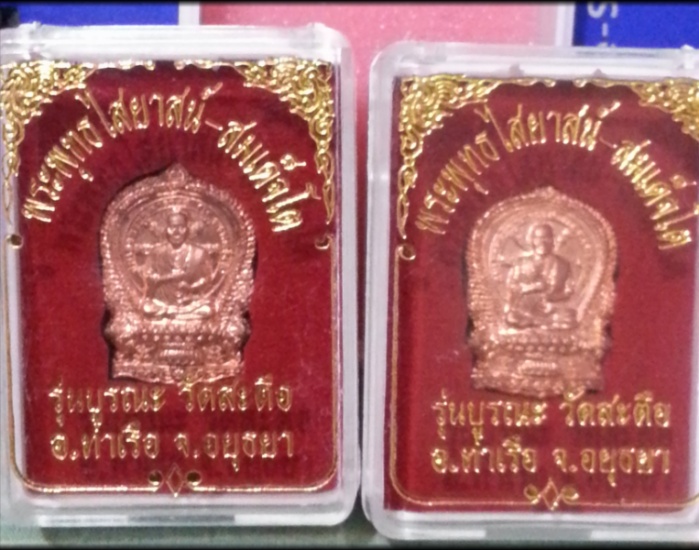 พระพุทธไสยาสน์-สมเด็จโต
รุ่นบูรณะ วัดสะตือ
อ.ท่าเรือ จ.อยุธยา
พระพุทธไสยาสน์-สมเด็จโต
รุ่นบูรณะ วัดสะตือ
อ.ท่าเรือ จ.อยุธยา